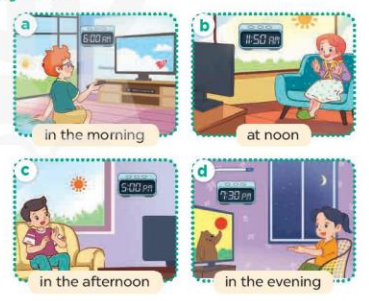 a
6:00 AM
in the morning
b
11:50 AM
at noon
c
5:00 PM
in the afternoon
d
7:30 PM
in the evening